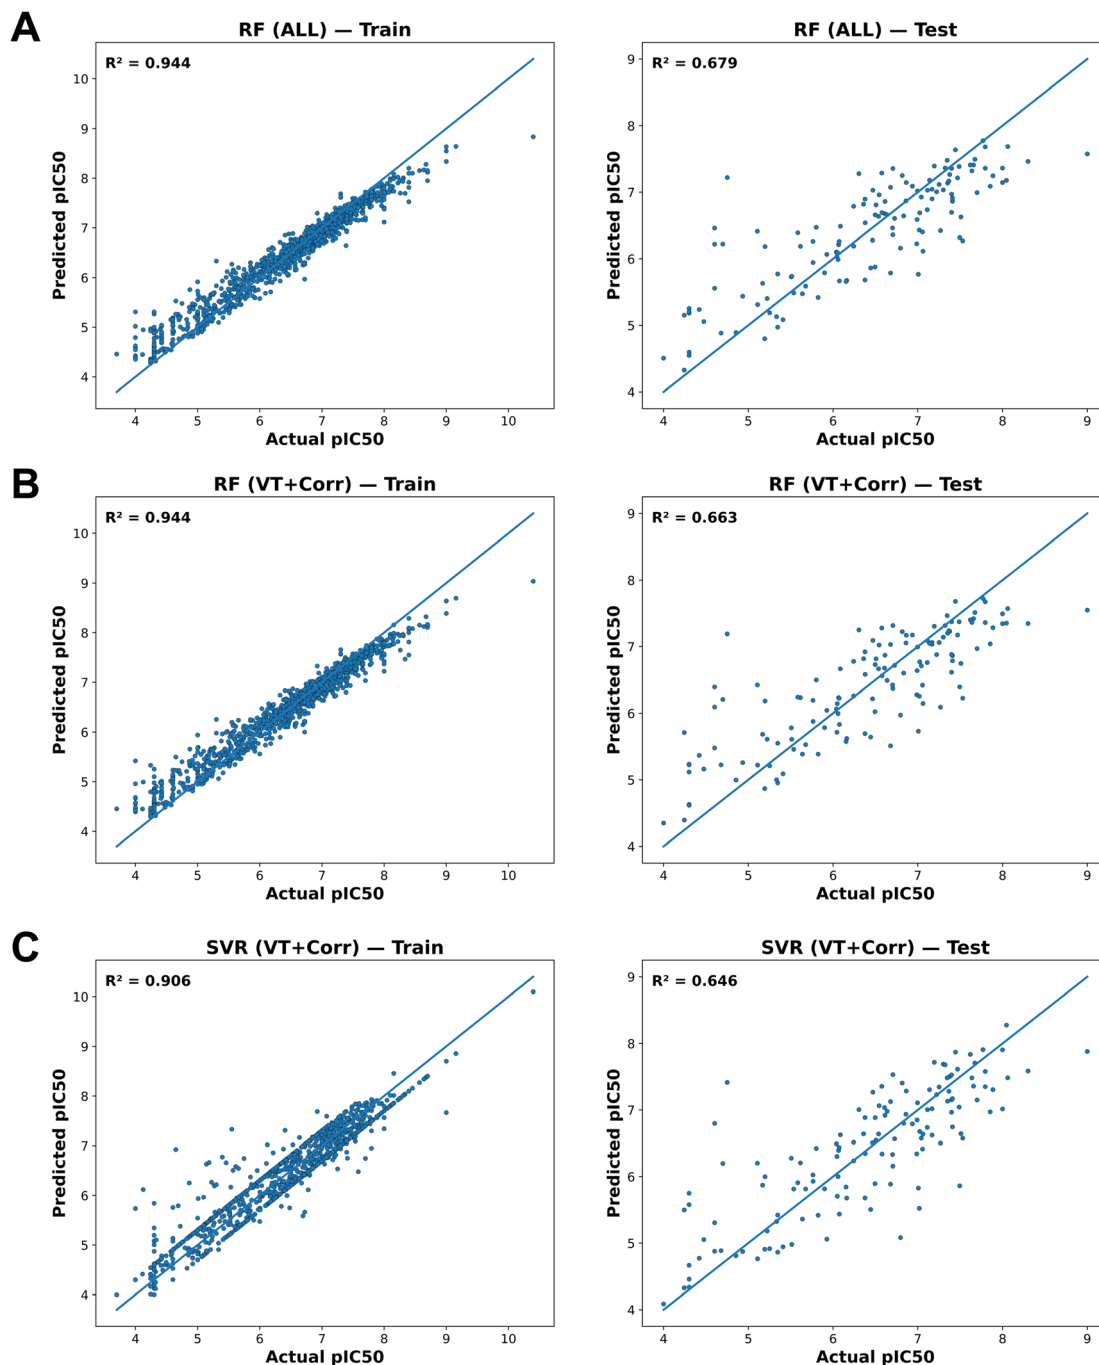 A
RF (ALL) — Train
R² = 0.944
10
9
8
7
6
5
4
Predicted pIC50
4 5 6 7 8 9 10
Actual pIC50
RF (ALL) — Test
R² = 0.679
9
8
7
6
5
4
Predicted pIC50
4 5 6 7 8 9
Actual pIC50
B
RF (VT+Corr) — Train
R² = 0.944
10
9
8
7
6
5
4
Predicted pIC50
4 5 6 7 8 9 10
Actual pIC50
RF (VT+Corr) — Test
R² = 0.663
9
8
7
6
5
4
Predicted pIC50
4 5 6 7 8 9
Actual pIC50
C
SVR (VT+Corr) — Train
R² = 0.906
10
9
8
7
6
5
4
Predicted pIC50
4 5 6 7 8 9 10
Actual pIC50
SVR (VT+Corr) — Test
R² = 0.646
9
8
7
6
5
4
Predicted pIC50
4 5 6 7 8 9
Actual pIC50